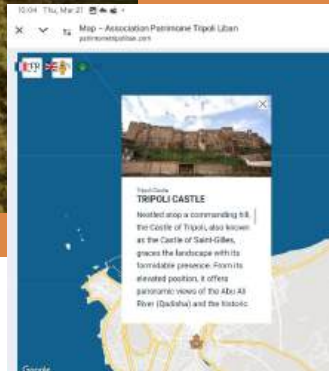 10:04 Thu, Mar 21
Map – Association Patrimoine Tripoli Liban
patrimoinetripoliliban.com
FR
Tripoli Castle
TRIPOLI CASTLE
Nestled atop a commanding hill,
the Castle of Tripoli, also known
as the Castle of Saint-Gilles,
graces the landscape with its
formidable presence. From its
elevated position, it offers
panoramic views of the Abu Ali
River (Qadisha) and the historic
Google